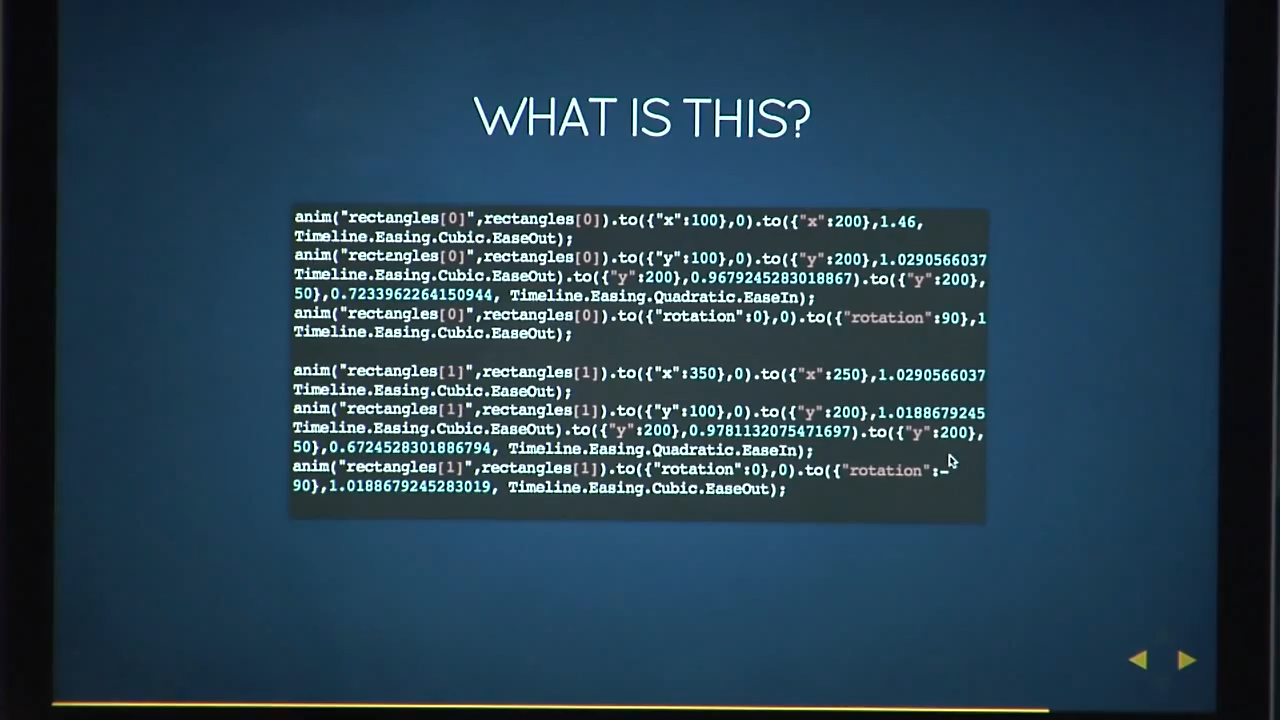 WHAT IS THIS?
anim("rectangles[0]",rectangles[0]).to({"x":100},0).to({"x":200},1.46,
Timeline.Easing.Cubic.EaseOut);
anim("rectangles[0]",rectangles[0]).to({"y":100},0).to({"y":200},1.0290566037
Timeline.Easing.Cubic.EaseOut).to({"y":200},0.9679245283018867).to({"y":200},
50},0.7233962264150944, Timeline.Easing.Quadratic.EaseIn);
anim("rectangles[0]",rectangles[0]).to({"rotation":0},0).to({"rotation":90},1
Timeline.Easing.Cubic.EaseOut);
anim("rectangles[1]",rectangles[1]).to({"x":350},0).to({"x":250},1.0290566037
Timeline.Easing.Cubic.EaseOut);
anim("rectangles[1]",rectangles[1]).to({"y":100},0).to({"y":200},1.0188679245
Timeline.Easing.Cubic.EaseOut).to({"y":200},0.9781132075471697).to({"y":200},
50},0.6724528301886794, Timeline.Easing.Quadratic.EaseIn);
anim("rectangles[1]",rectangles[1]).to({"rotation":0},0).to({"rotation":-
90},1.0188679245283019, Timeline.Easing.Cubic.EaseOut);